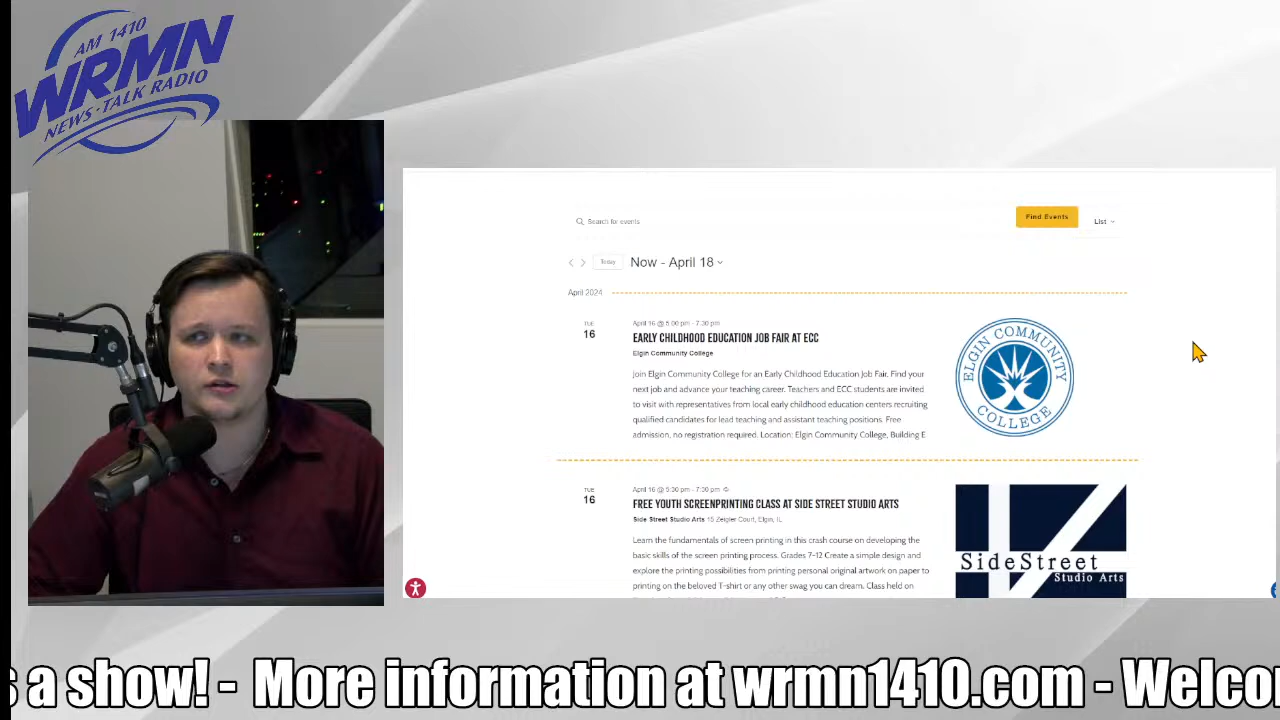 AM 1410
WRMN
NEWS·TALK RADIO
Search for events
Find Events
List
Today
Now - April 18
April 2024
TUE
16
April 16 @ 5:00 pm - 7:30 pm
EARLY CHILDHOOD EDUCATION JOB FAIR AT ECC
Elgin Community College
Join Elgin Community College for an Early Childhood Education Job Fair. Find your
next job and advance your teaching career. Teachers and ECC students are invited
to visit with representatives from local early childhood education centers recruiting
qualified candidates for lead teaching and assistant teaching positions. Free
admission, no registration required. Location: Elgin Community College, Building E
ELGIN COMMUNITY
COLLEGE
TUE
16
April 16 @ 5:30 pm - 7:30 pm
FREE YOUTH SCREENPRINTING CLASS AT SIDE STREET STUDIO ARTS
Side Street Studio Arts 15 Zeigler Court, Elgin, IL
Learn the fundamentals of screen printing in this crash course on developing the
basic skills of the screen printing process. Grades 7-12 Create a simple design and
explore the printing possibilities from printing personal original artwork on paper to
printing on the beloved T-shirt or any other swag you can dream. Class held on
SideStreet
Studio Arts
s a show! - More information at wrmn1410.com - Welco